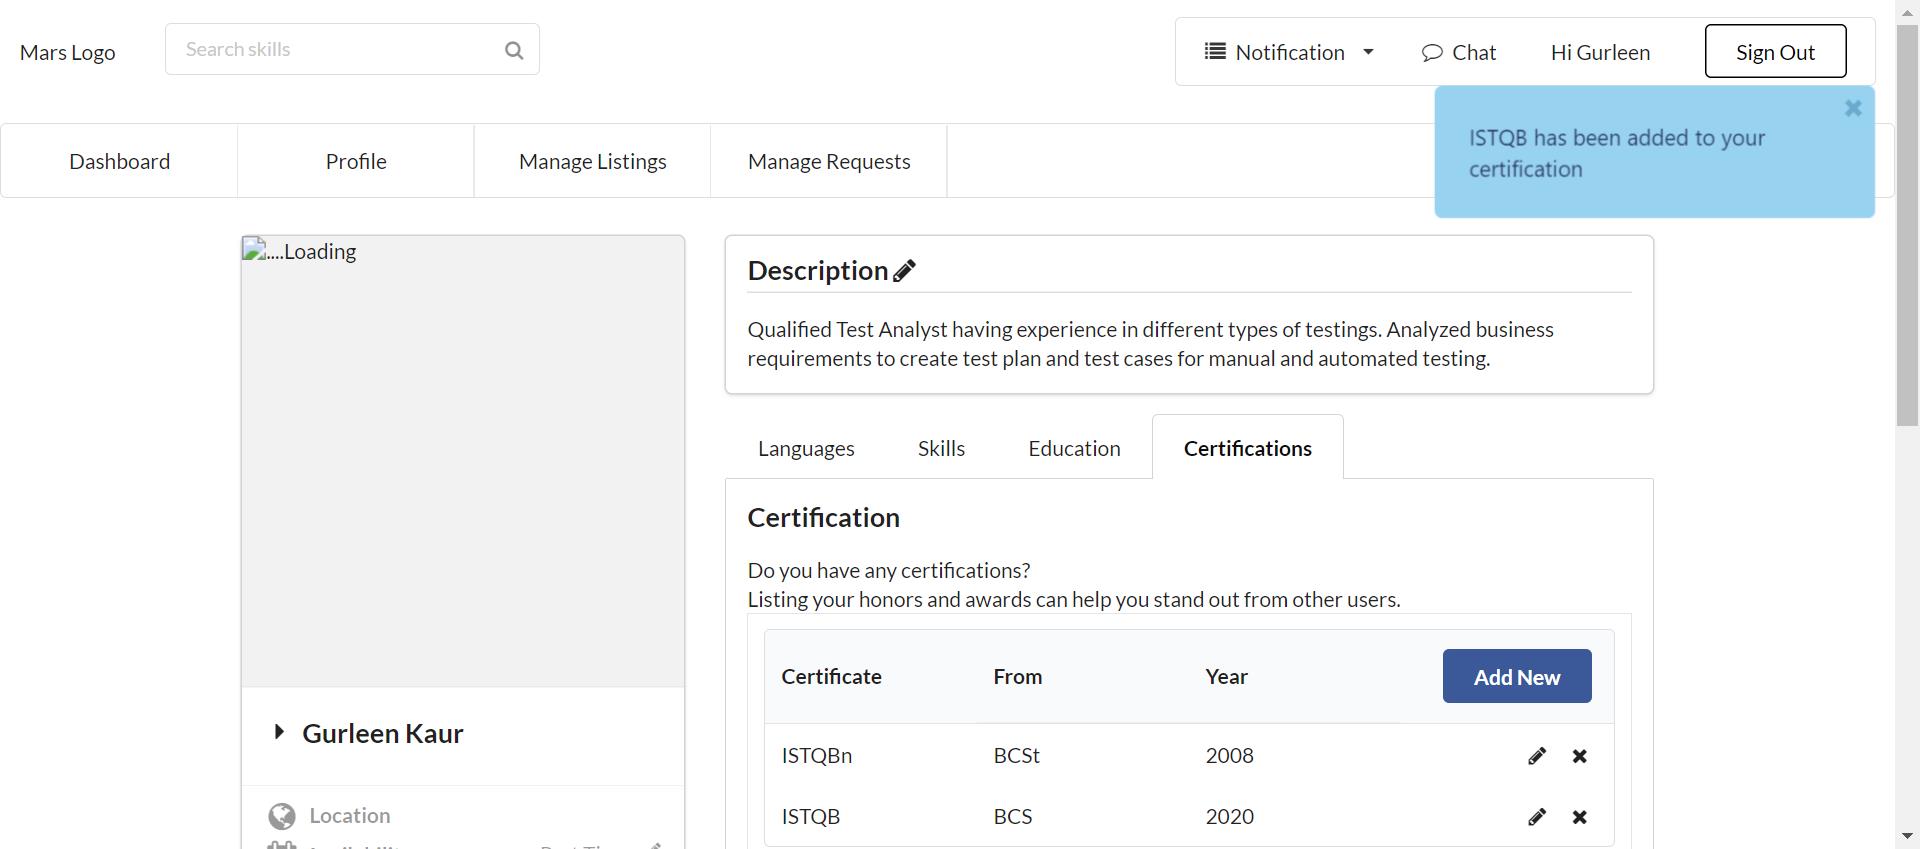 Mars Logo
Search skills
Notification
Chat
Hi Gurleen
Sign Out
ISTQB has been added to your
certification
Dashboard
Profile
Manage Listings
Manage Requests
....Loading
Description
Qualified Test Analyst having experience in different types of testings. Analyzed business
requirements to create test plan and test cases for manual and automated testing.
Languages
Skills
Education
Certifications
Certification
Do you have any certifications?
Listing your honors and awards can help you stand out from other users.
Certificate From Year Add New
ISTQBn BCSt 2008
ISTQB BCS 2020
Gurleen Kaur
Location